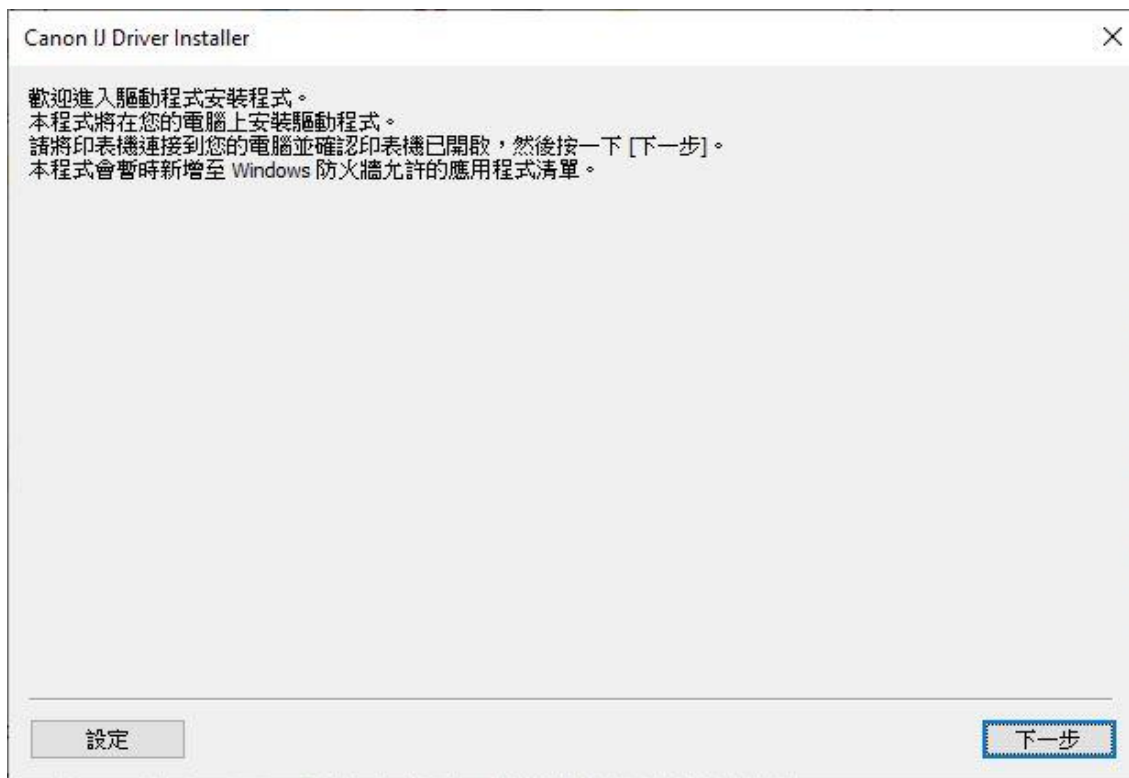 Canon IJ Driver Installer
歡迎進入驅動程式安裝程式。
本程式將在您的電腦上安裝驅動程式。
請將印表機連接到您的電腦並確認印表機已開啟，然後按一下 [下一步]。
本程式會暫時新增至 Windows 防火牆允許的應用程式清單。
設定
下一步